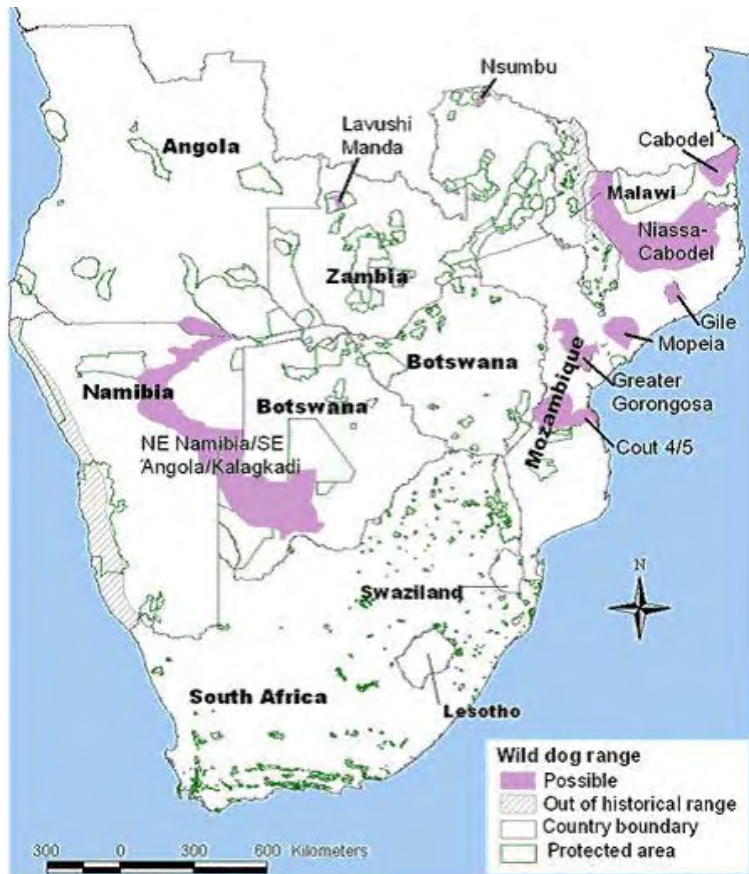 Nsumbu
Lavushi
Manda
Angola
Cabodel
Malawi
Niassa-
Cabodel
Zambia
Gile
Mopeia
Botswana
Greater
Gorongosa
Mozambique
Namibia
Botswana
Cout 4/5
NE Namibia/SE
Angola/Kalagkadi
N
Swaziland
South Africa
Lesotho
Wild dog range
Possible
Out of historical range
Country boundary
Protected area
300 0 300 600 Kilometers